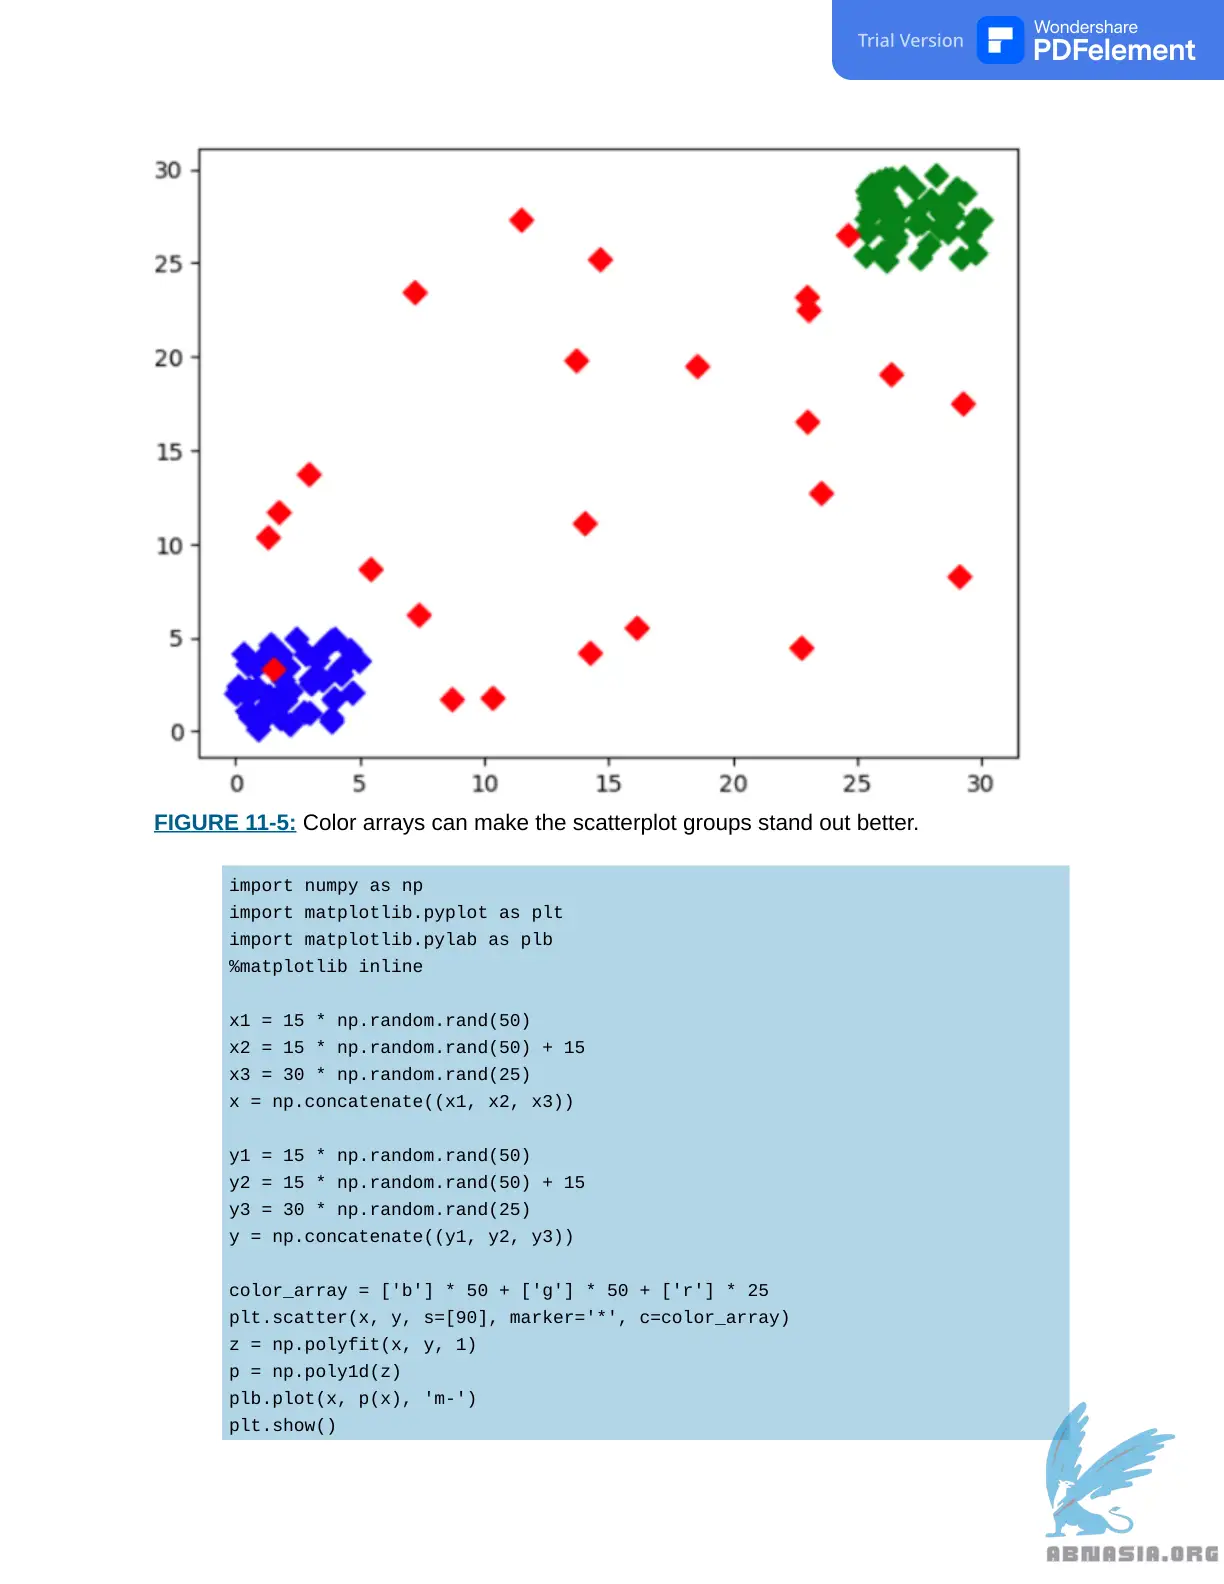 Trial Version
Wondershare
PDFelement
30
25
20
15
10
5
0
0 5 10 15 20 25 30
FIGURE 11-5: Color arrays can make the scatterplot groups stand out better.
import numpy as np
import matplotlib.pyplot as plt
import matplotlib.pylab as plb
%matplotlib inline
x1 = 15 * np.random.rand(50)
x2 = 15 * np.random.rand(50) + 15
x3 = 30 * np.random.rand(25)
x = np.concatenate((x1, x2, x3))
y1 = 15 * np.random.rand(50)
y2 = 15 * np.random.rand(50) + 15
y3 = 30 * np.random.rand(25)
y = np.concatenate((y1, y2, y3))
color_array = ['b'] * 50 + ['g'] * 50 + ['r'] * 25
plt.scatter(x, y, s=[90], marker='*', c=color_array)
z = np.polyfit(x, y, 1)
p = np.poly1d(z)
plb.plot(x, p(x), 'm-')
plt.show()
ABNASIA.ORG